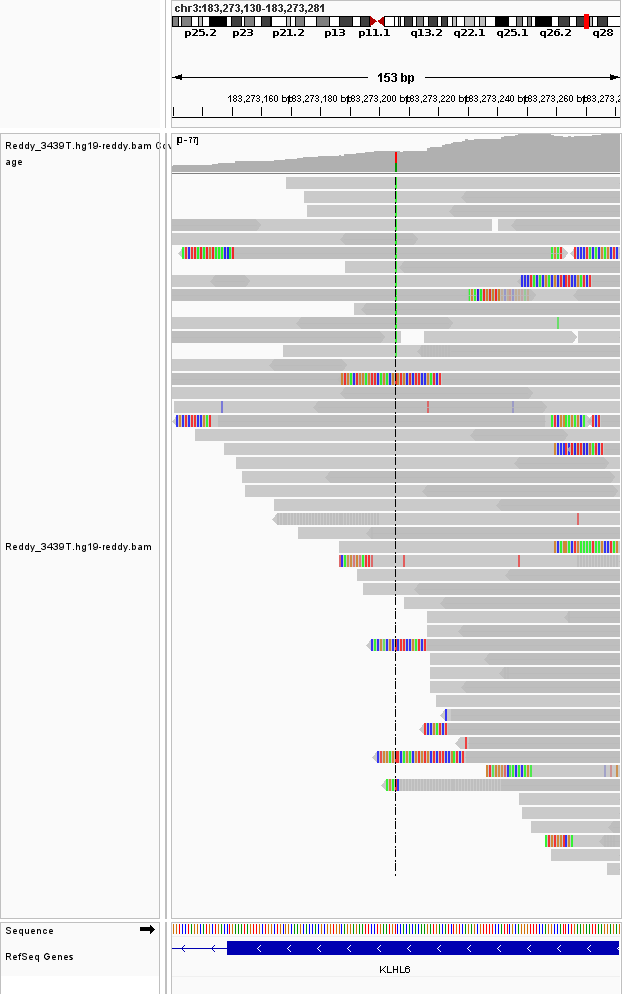 chr3:183,273,130-183,273,281
p25.2 p23 p21.2 p13 p11.1 q13.2 q22.1 q25.1 q26.2 q28
153 bp
183,273,160 bp 183,273,180 bp 183,273,200 bp 183,273,220 bp 183,273,240 bp 183,273,260 bp 183,273,2
Reddy_3439T.hg19-reddy.bam Cov
age
[0 - 77]
Reddy_3439T.hg19-reddy.bam
Sequence
RefSeq Genes
KLHL6